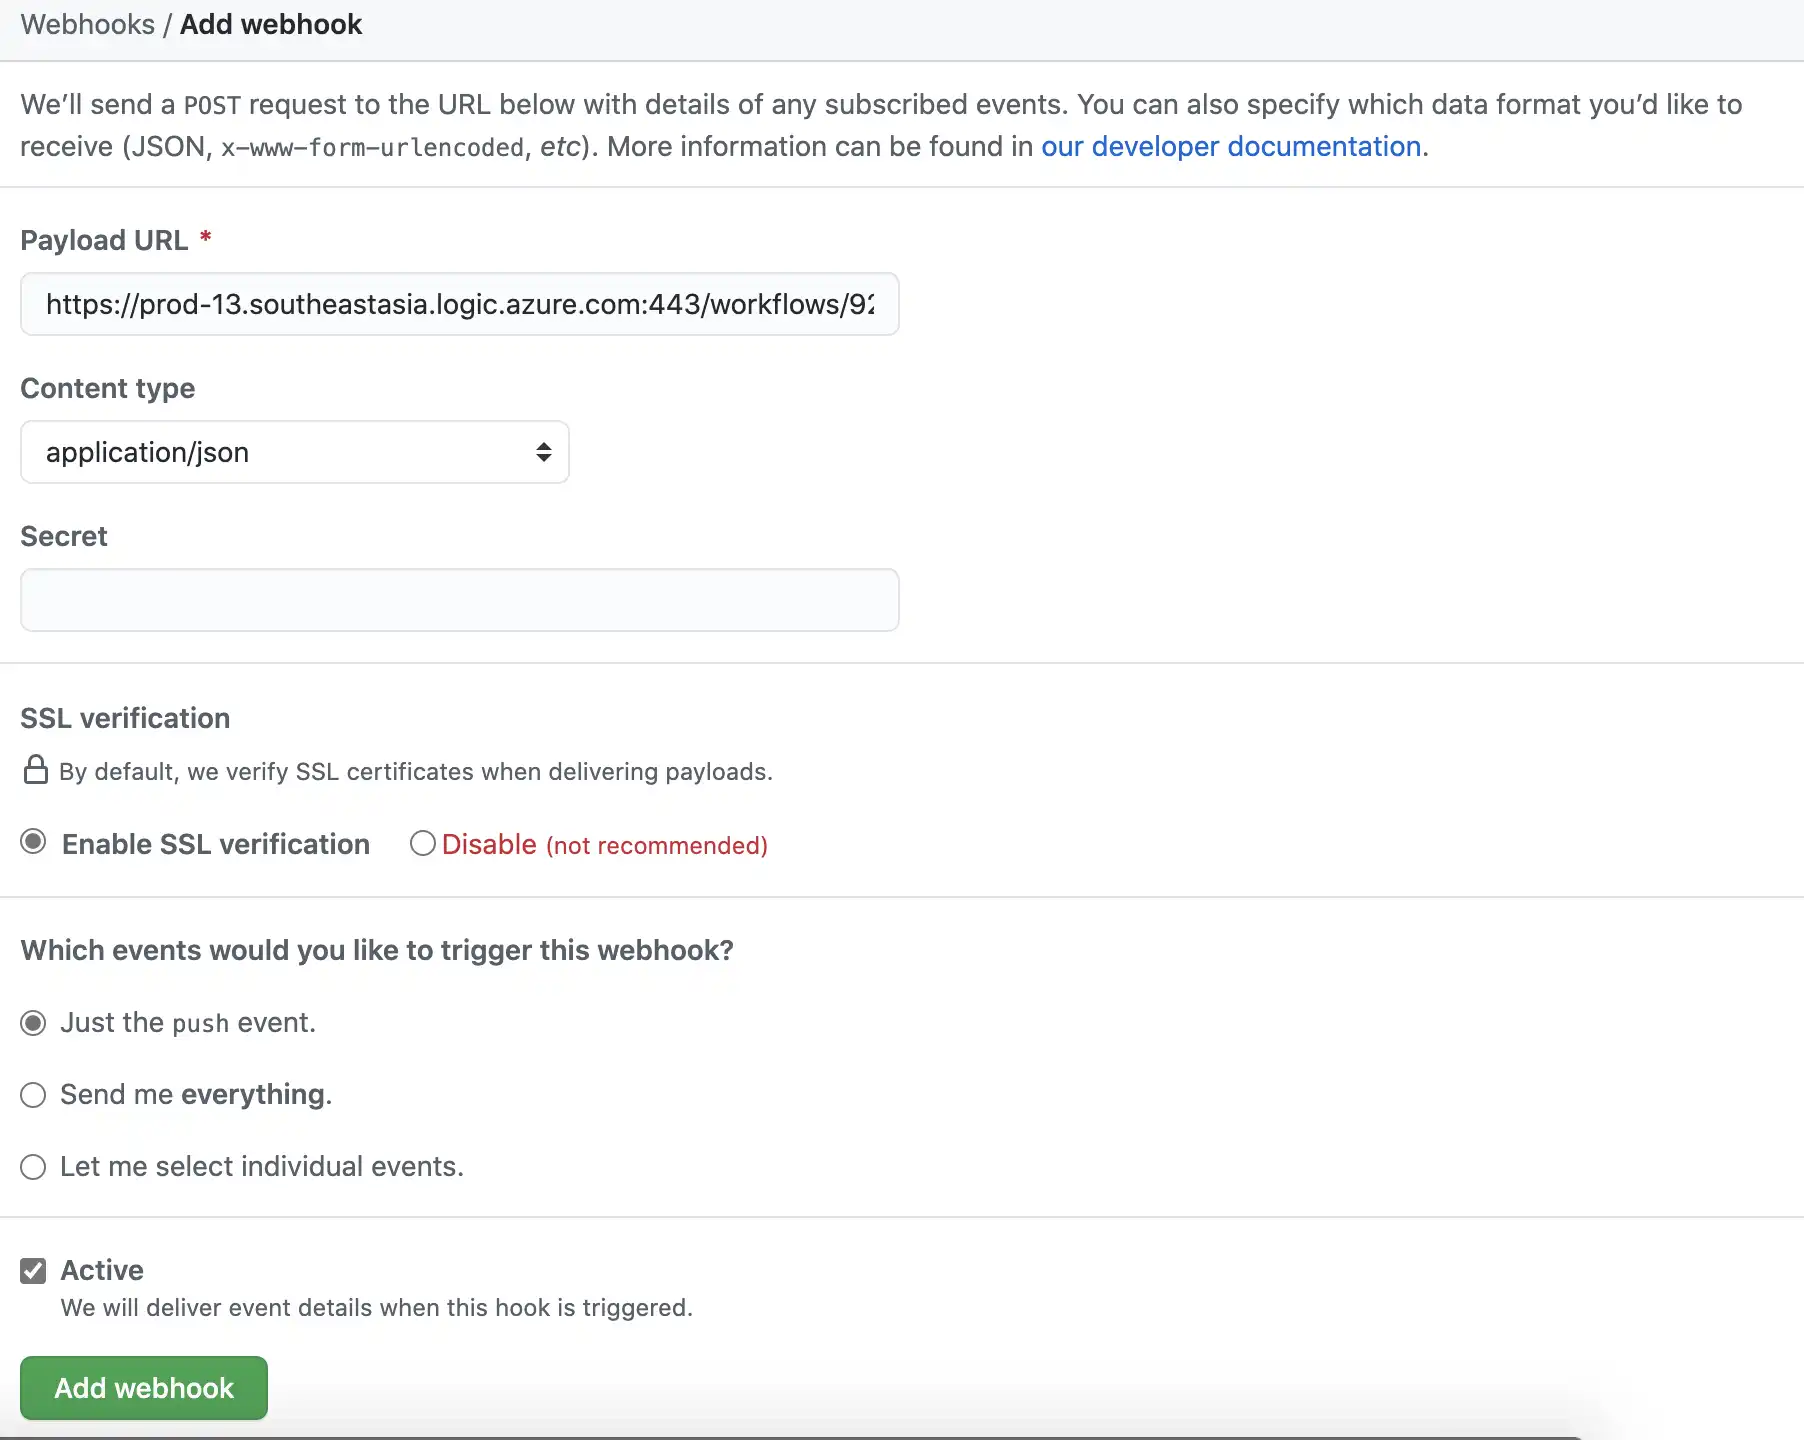 Webhooks / Add webhook
We'll send a POST request to the URL below with details of any subscribed events. You can also specify which data format you'd like to
receive (JSON, x-www-form-urlencoded, etc). More information can be found in our developer documentation.
Payload URL *
https://prod-13.southeastasia.logic.azure.com:443/workflows/92
Content type
application/json
Secret
SSL verification
By default, we verify SSL certificates when delivering payloads.
Enable SSL verification Disable (not recommended)
Which events would you like to trigger this webhook?
Just the push event.
Send me everything.
Let me select individual events.
Active
We will deliver event details when this hook is triggered.
Add webhook